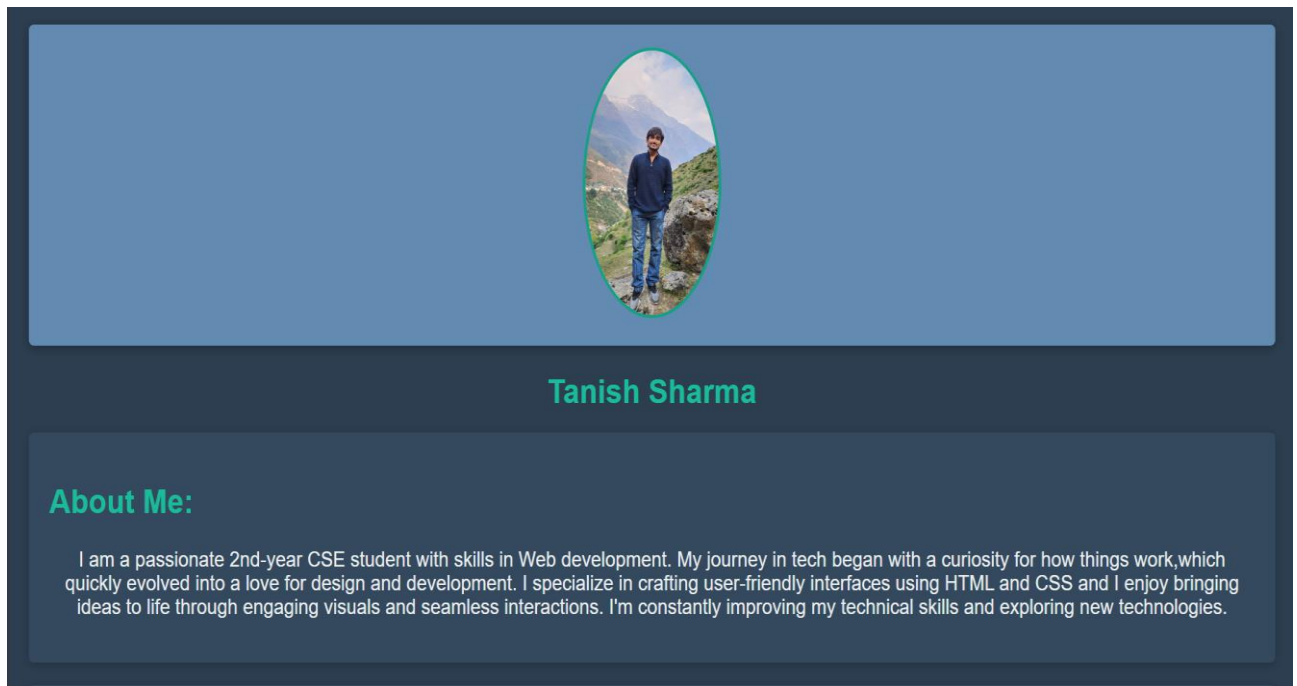 Tanish Sharma
About Me:
I am a passionate 2nd-year CSE student with skills in Web development. My journey in tech began with a curiosity for how things work,which
quickly evolved into a love for design and development. I specialize in crafting user-friendly interfaces using HTML and CSS and I enjoy bringing
ideas to life through engaging visuals and seamless interactions. I'm constantly improving my technical skills and exploring new technologies.